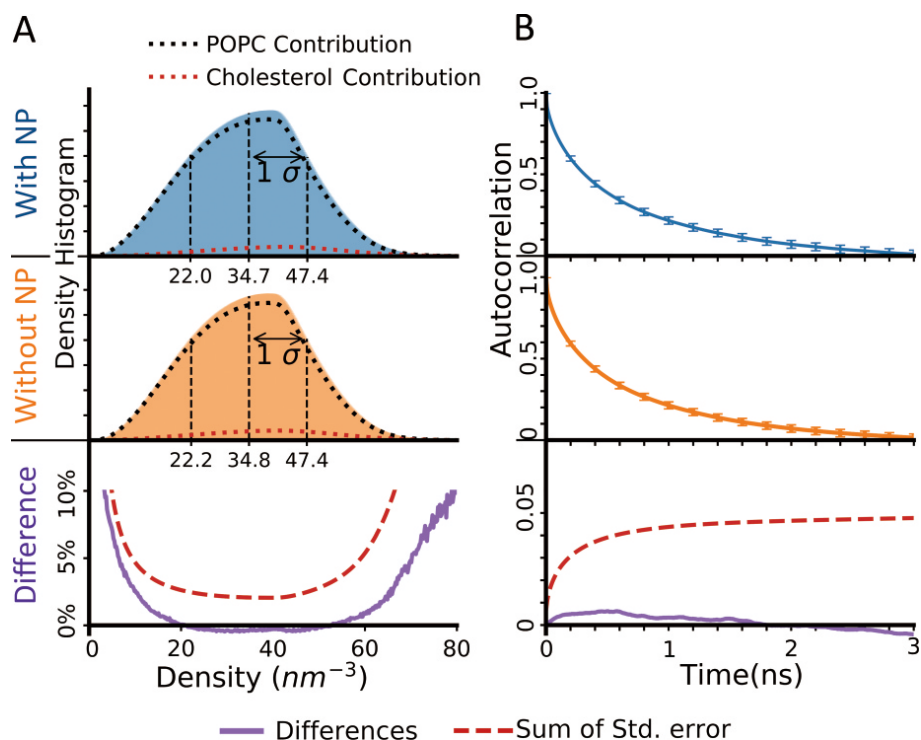 A
B
POPC Contribution
Cholesterol Contribution
With NP
Without NP
Difference
Density Histogram
1 σ
22.0 34.7 47.4
1 σ
22.2 34.8 47.4
10%
5%
0%
0 20 40 60 80
Density (nm⁻³)
Autocorrelation
1.0
0.5
0
1.0
0.5
0
0.05
0
0 1 2 3
Time(ns)
Differences
Sum of Std. error